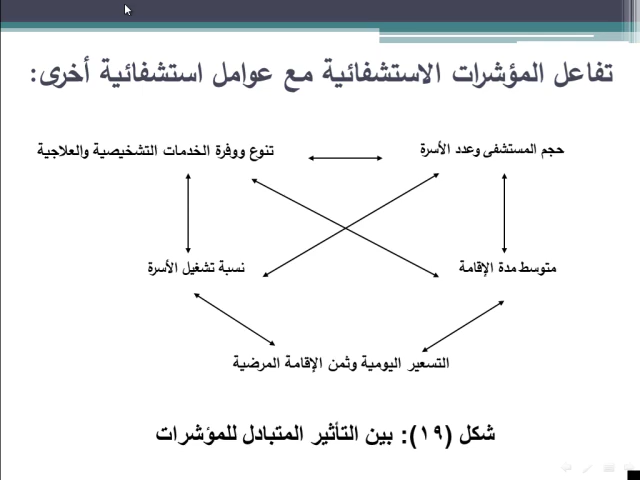 تفاعل المؤشرات الاستشفائية مع عوامل استشفائية أخرى:
حجم المستشفى وعدد الأسرة
تنوع ووفرة الخدمات التشخيصية والعلاجية
متوسط مدة الإقامة
نسبة تشغيل الأسرة
التسعير اليومية وثمن الإقامة المرضية
شكل (١٩): بين التأثير المتبادل للمؤشرات